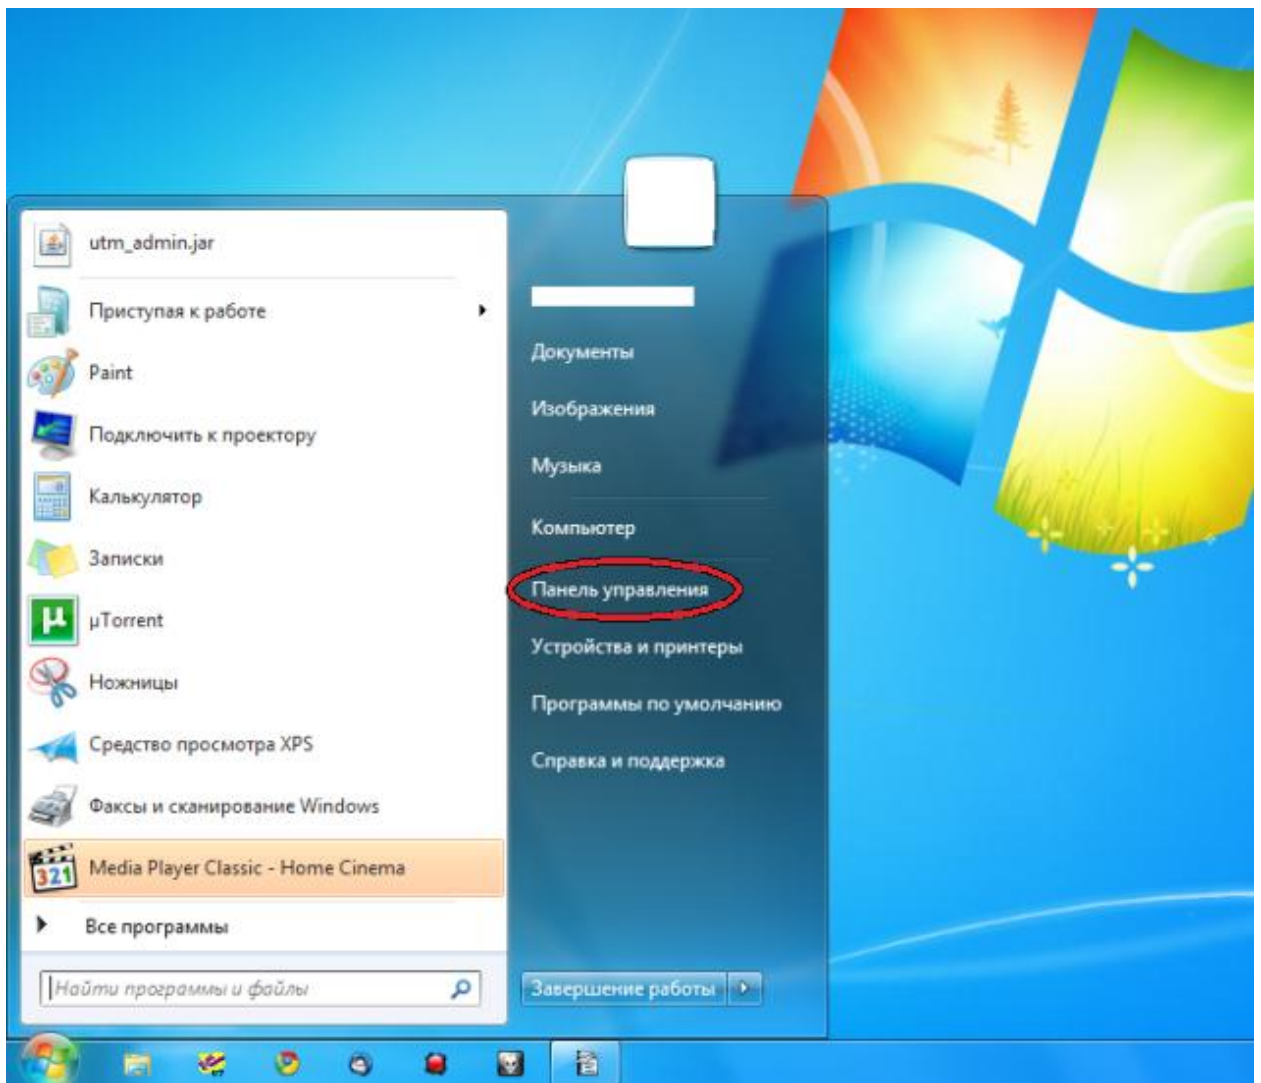 utm_admin.jar
Приступая к работе
Paint
Подключить к проектору
Калькулятор
Записки
µTorrent
Ножницы
Средство просмотра XPS
Факсы и сканирование Windows
321
Media Player Classic - Home Cinema
Все программы
Найти программы и файлы
Документы
Изображения
Музыка
Компьютер
Панель управления
Устройства и принтеры
Программы по умолчанию
Справка и поддержка
Завершение работы